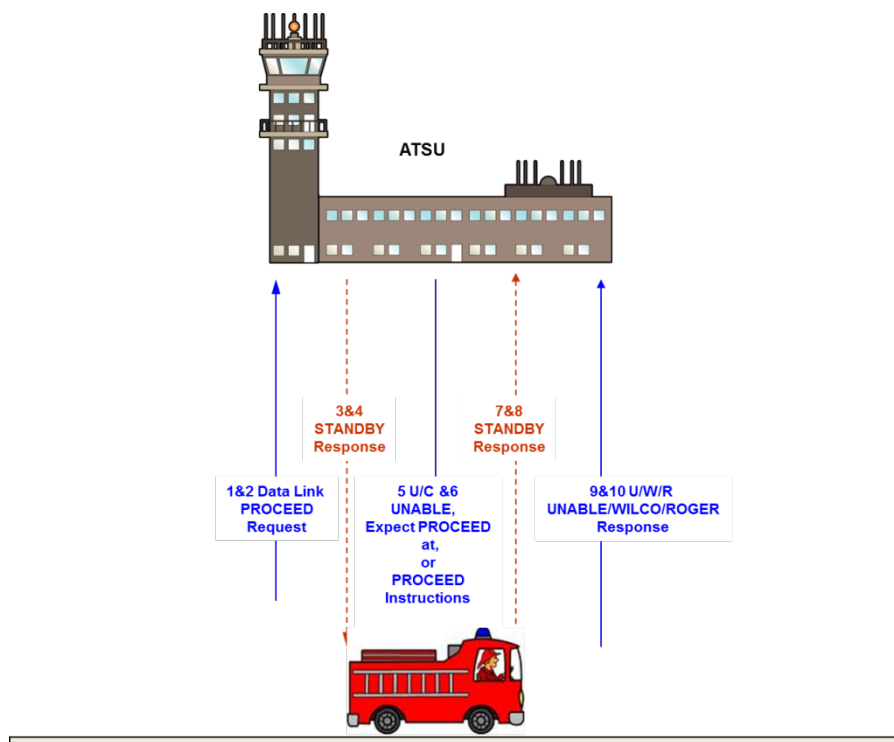 ATSU
3&4
STANDBY
Response
7&8
STANDBY
Response
1&2 Data Link
PROCEED
Request
5 U/C &6
UNABLE,
Expect PROCEED
at,
or
PROCEED
Instructions
9&10 U/W/R
UNABLE/WILCO/ROGER
Response